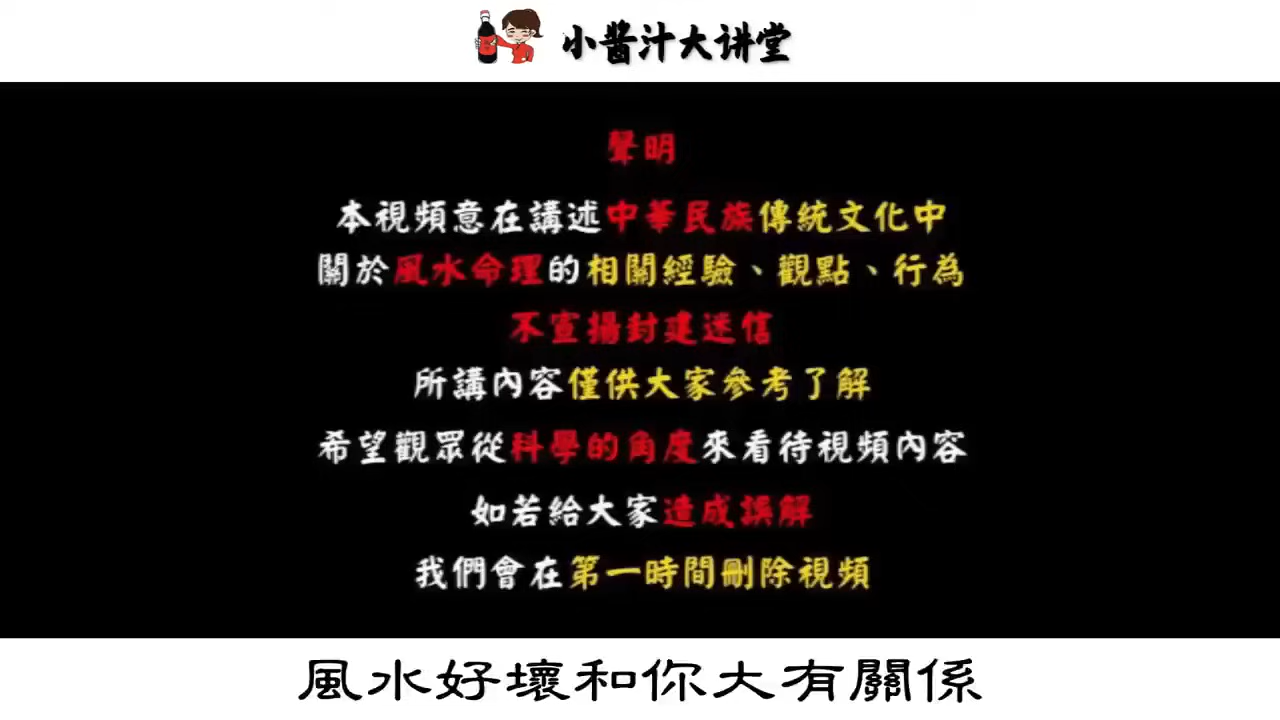 小醬汁大讲堂
聲明
本視頻意在講述中華民族傳統文化中
關於風水命理的相關經驗、觀點、行為
不宣揚封建迷信
所講內容僅供大家參考了解
希望觀眾從科學的角度來看待視頻內容
如若給大家造成誤解
我們會在第一時間刪除視頻
風水好壞和你大有關係